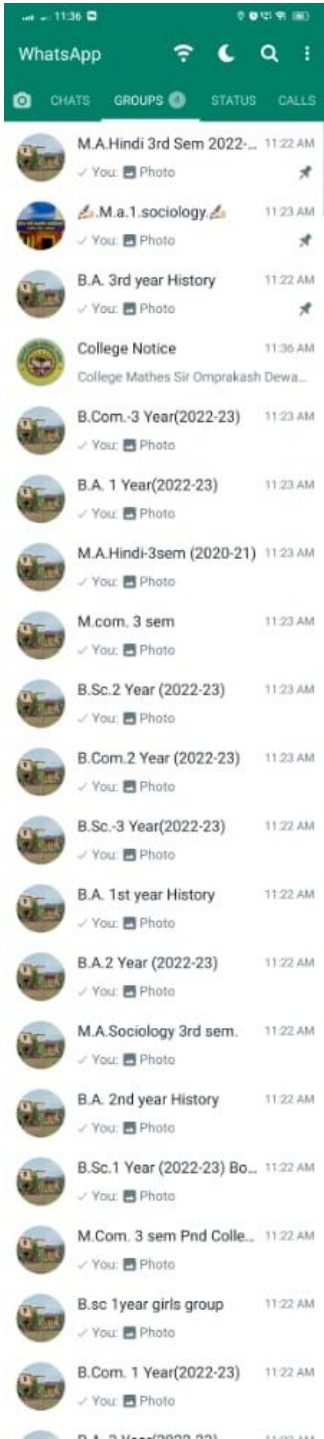 11:36
WhatsApp
CHATS GROUPS 4 STATUS CALLS
M.A.Hindi 3rd Sem 2022-... 11:22 AM
✓ You: Photo
✍.M.a.1.sociology.✍ 11:23 AM
✓ You: Photo
B.A. 3rd year History 11:22 AM
✓ You: Photo
College Notice 11:36 AM
College Mathes Sir Omprakash Dewa...
B.Com.-3 Year(2022-23) 11:23 AM
✓ You: Photo
B.A. 1 Year(2022-23) 11:23 AM
✓ You: Photo
M.A.Hindi-3sem (2020-21) 11:23 AM
✓ You: Photo
M.com. 3 sem 11:23 AM
✓ You: Photo
B.Sc.2 Year (2022-23) 11:23 AM
✓ You: Photo
B.Com.2 Year (2022-23) 11:23 AM
✓ You: Photo
B.Sc.-3 Year(2022-23) 11:22 AM
✓ You: Photo
B.A. 1st year History 11:22 AM
✓ You: Photo
B.A.2 Year (2022-23) 11:22 AM
✓ You: Photo
M.A.Sociology 3rd sem. 11:22 AM
✓ You: Photo
B.A. 2nd year History 11:22 AM
✓ You: Photo
B.Sc.1 Year (2022-23) Bo... 11:22 AM
✓ You: Photo
M.Com. 3 sem Pnd Colle... 11:22 AM
✓ You: Photo
B.sc 1year girls group 11:22 AM
✓ You: Photo
B.Com. 1 Year(2022-23) 11:22 AM
✓ You: Photo